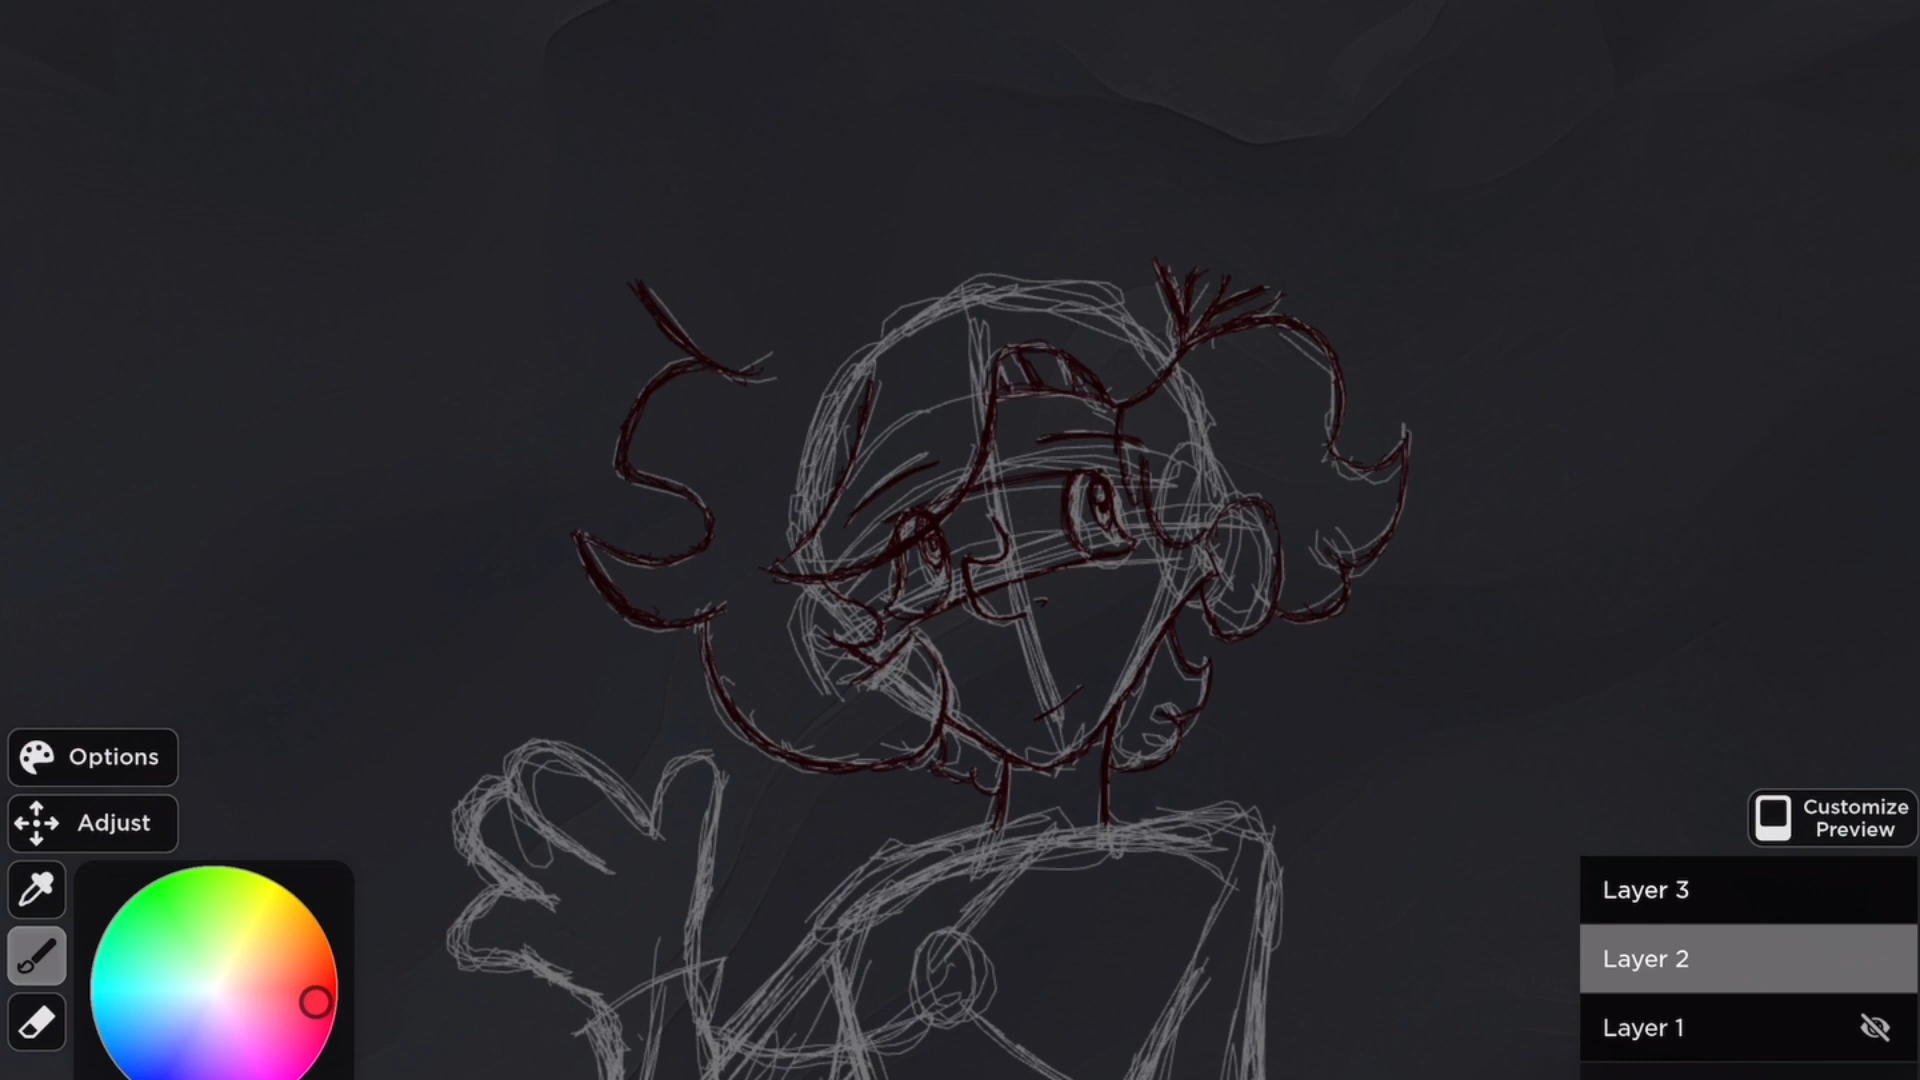 Options
Adjust
Customize
Preview
Layer 3
Layer 2
Layer 1